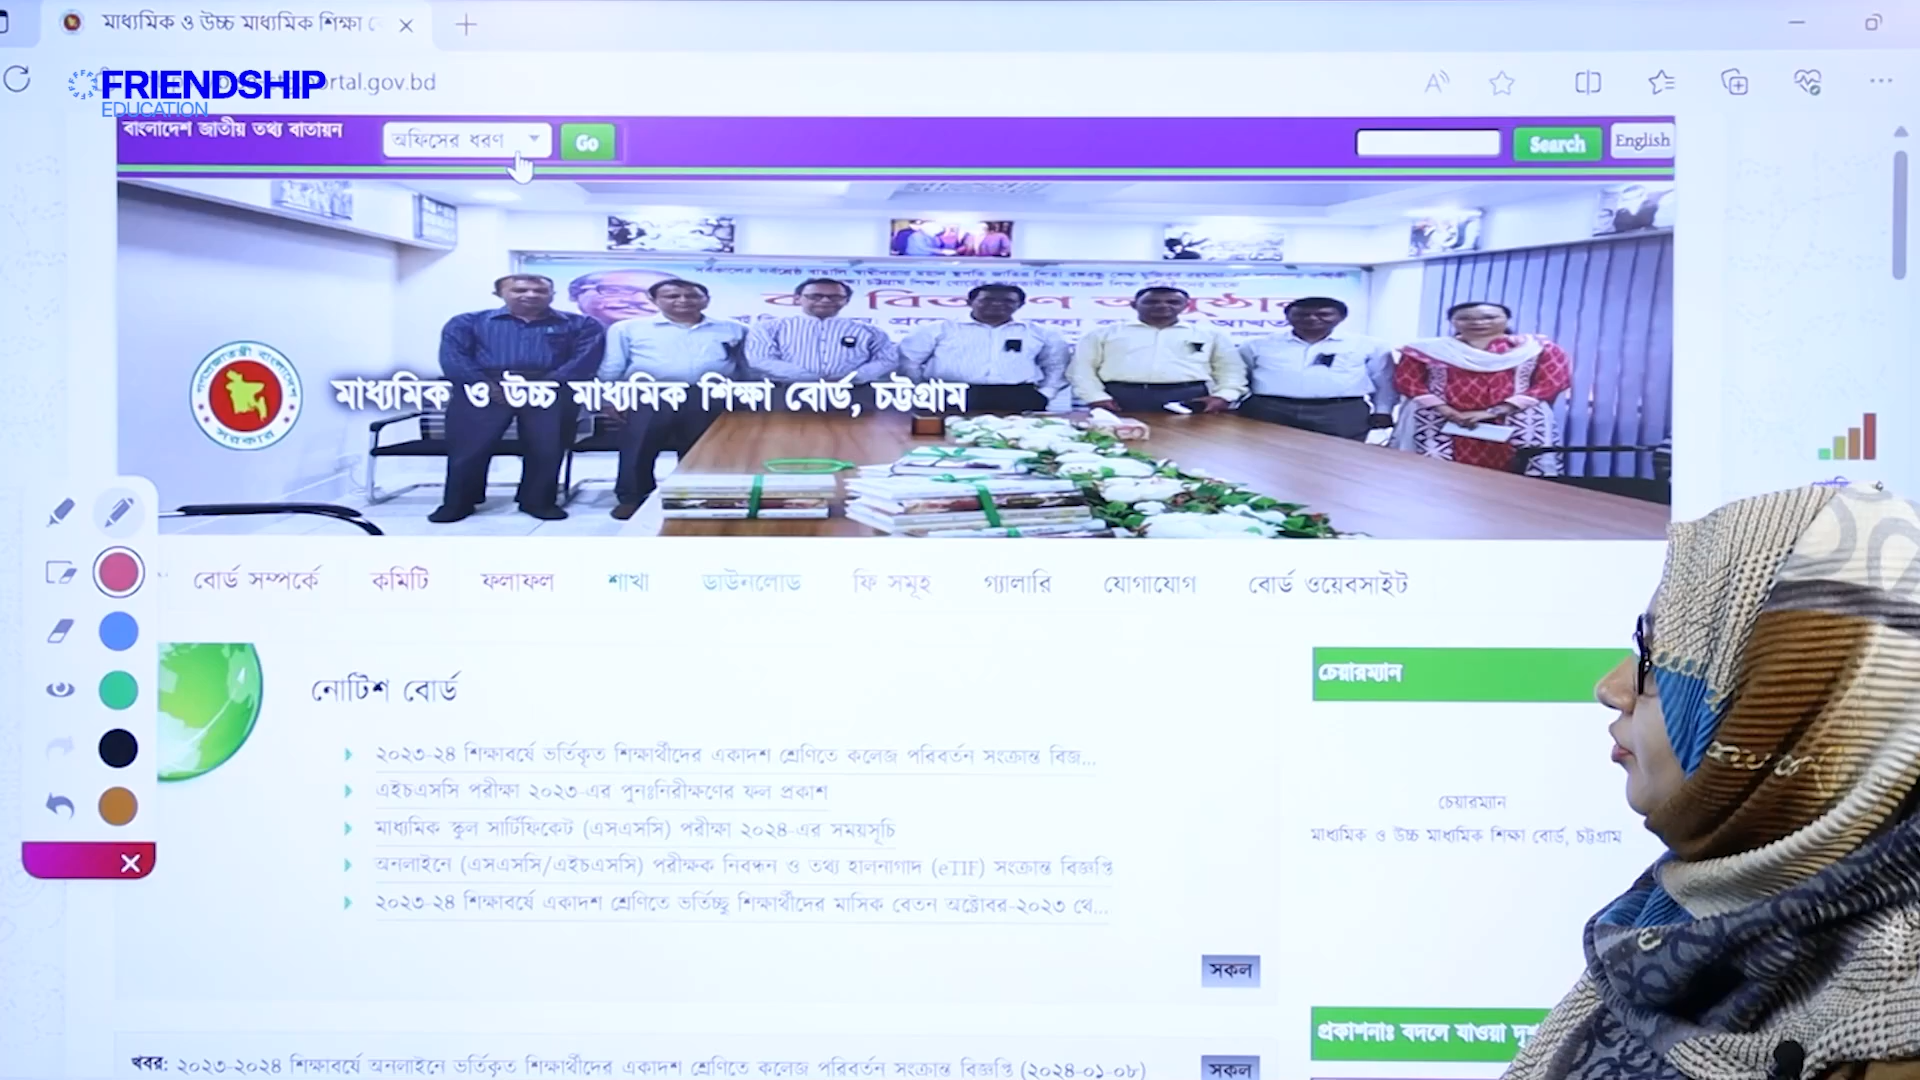 মাধ্যমিক ও উচ্চ মাধ্যমিক শিক্ষা
FRIENDSHIP
EDUCATION
rtal.gov.bd
বাংলাদেশ জাতীয় তথ্য বাতায়ন
অফিসের ধরণ
Go
Search
English
গণপ্রজাতন্ত্রী বাংলাদেশ
সরকার
মাধ্যমিক ও উচ্চ মাধ্যমিক শিক্ষা বোর্ড, চট্টগ্রাম
বোর্ড সম্পর্কে
কমিটি
ফলাফল
শাখা
ডাউনলোড
ফি সমূহ
গ্যালারি
যোগাযোগ
বোর্ড ওয়েবসাইট
নোটিশ বোর্ড
২০২৩-২৪ শিক্ষাবর্ষে ভর্তিকৃত শিক্ষার্থীদের একাদশ শ্রেণিতে কলেজ পরিবর্তন সংক্রান্ত বিজ...
এইচএসসি পরীক্ষা ২০২৩-এর পুনঃনিরীক্ষণের ফল প্রকাশ
মাধ্যমিক স্কুল সার্টিফিকেট (এসএসসি) পরীক্ষা ২০২৪-এর সময়সূচি
অনলাইনে (এসএসসি/এইচএসসি) পরীক্ষক নিবন্ধন ও তথ্য হালনাগাদ (eTIF) সংক্রান্ত বিজ্ঞপ্তি
২০২৩-২৪ শিক্ষাবর্ষে একাদশ শ্রেণিতে ভর্তিচ্ছু শিক্ষার্থীদের মাসিক বেতন অক্টোবর-২০২৩ থে...
সকল
চেয়ারম্যান
চেয়ারম্যান
মাধ্যমিক ও উচ্চ মাধ্যমিক শিক্ষা বোর্ড, চট্টগ্রাম
প্রকাশনাঃ বদলে যাওয়া
খবর: ২০২৩-২০২৪ শিক্ষাবর্ষে অনলাইনে ভর্তিকৃত শিক্ষার্থীদের একাদশ শ্রেণিতে কলেজ পরিবর্তন সংক্রান্ত বিজ্ঞপ্তি (২০২৪-০১-০৮)
সকল